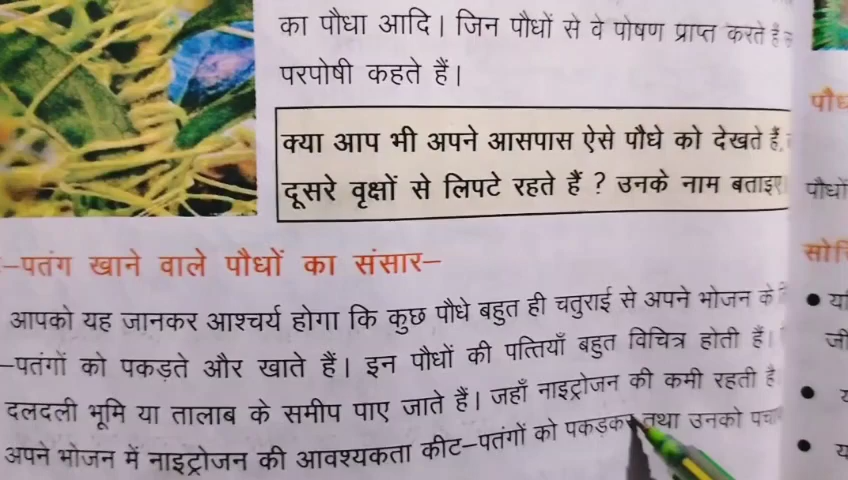 का पौधा आदि। जिन पौधों से वे पोषण प्राप्त करते हैं
परपोषी कहते हैं।
क्या आप भी अपने आसपास ऐसे पौधे को देखते हैं,
दूसरे वृक्षों से लिपटे रहते हैं ? उनके नाम बताइए
–पतंग खाने वाले पौधों का संसार–
आपको यह जानकर आश्चर्य होगा कि कुछ पौधे बहुत ही चतुराई से अपने भोजन के
–पतंगों को पकड़ते और खाते हैं। इन पौधों की पत्तियाँ बहुत विचित्र होती हैं।
दलदली भूमि या तालाब के समीप पाए जाते हैं। जहाँ नाइट्रोजन की कमी रहती है
अपने भोजन में नाइट्रोजन की आवश्यकता कीट–पतंगों को पकड़कर तथा उनको
पौधों